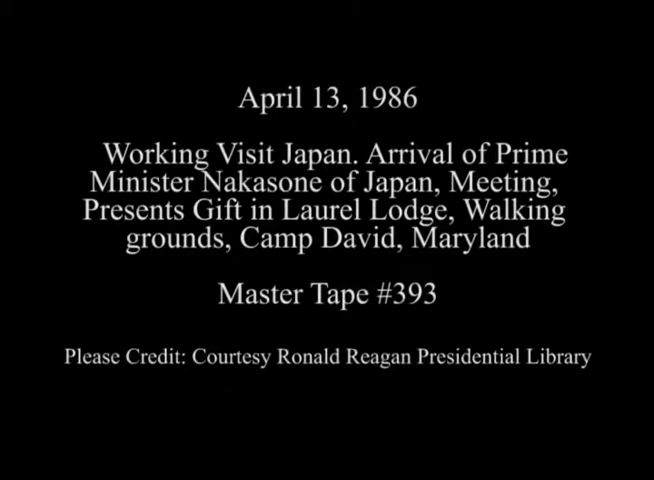 April 13, 1986
Working Visit Japan. Arrival of Prime
Minister Nakasone of Japan, Meeting,
Presents Gift in Laurel Lodge, Walking
grounds, Camp David, Maryland
Master Tape #393
Please Credit: Courtesy Ronald Reagan Presidential Library